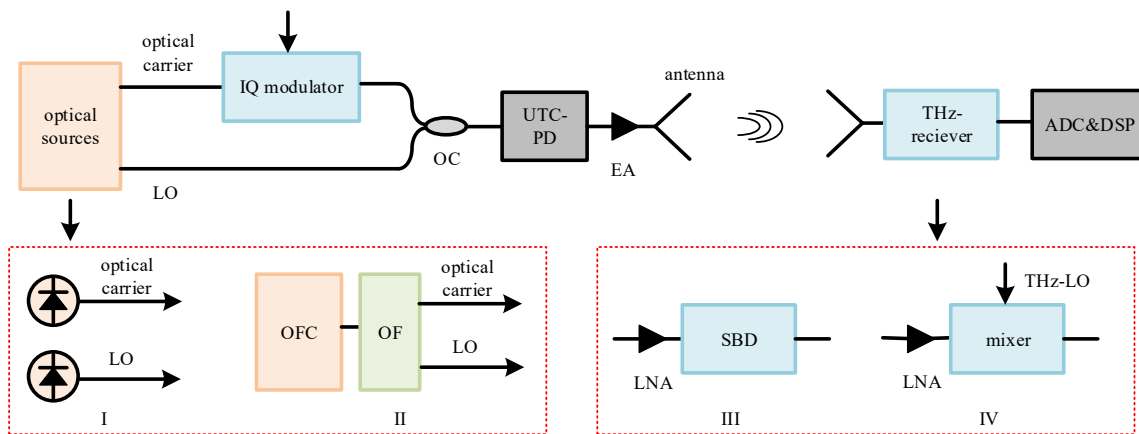 optical
carrier
IQ modulator
optical
sources
LO
OC
UTC-
PD
EA
antenna
THz-
reciever
ADC&DSP
optical
carrier
LO
I
OFC
OF
optical
carrier
LO
II
LNA
SBD
III
THz-LO
LNA
mixer
IV